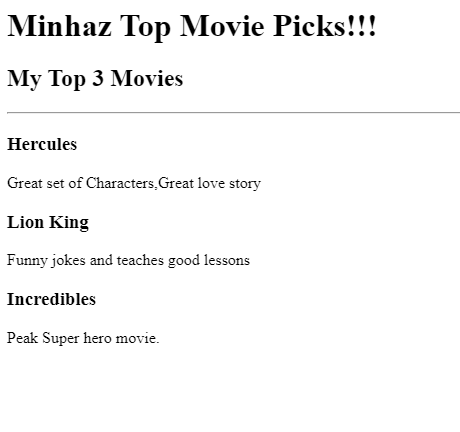 Minhaz Top Movie Picks!!!
My Top 3 Movies
Hercules
Great set of Characters,Great love story
Lion King
Funny jokes and teaches good lessons
Incredibles
Peak Super hero movie.